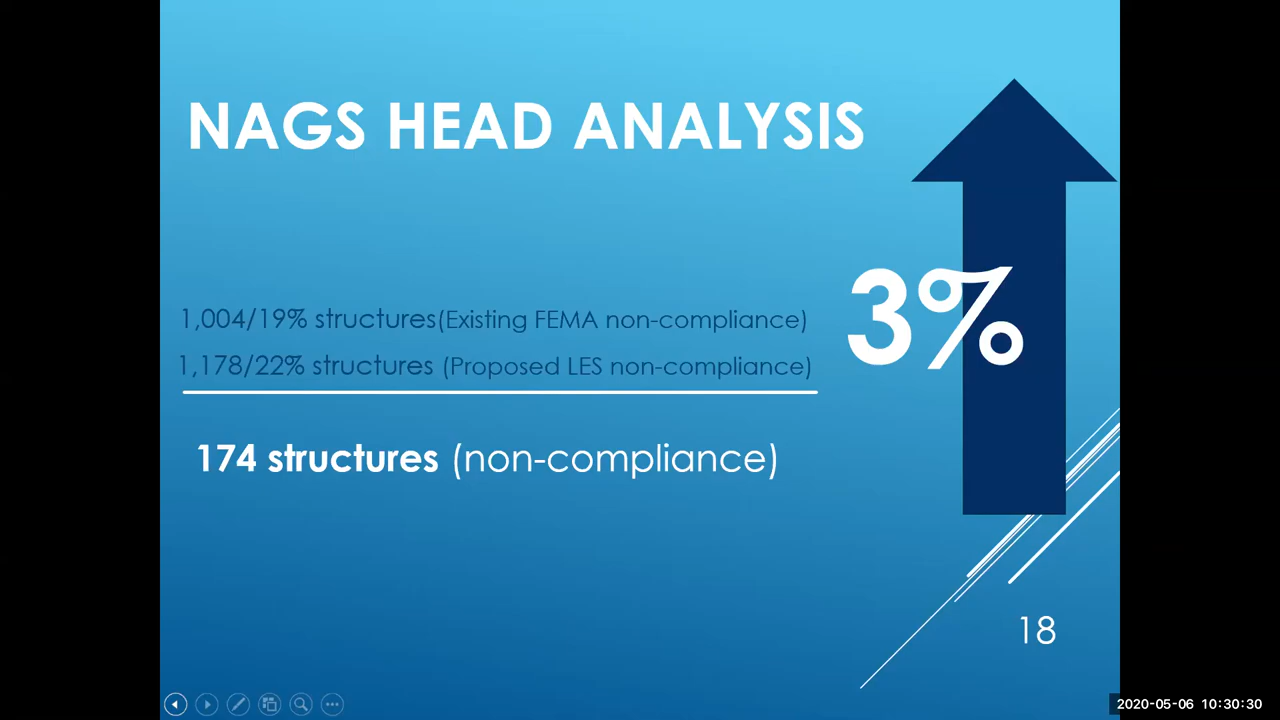 NAGS HEAD ANALYSIS
1,004/19% structures(Existing FEMA non-compliance)
1,178/22% structures (Proposed LES non-compliance)
3%
174 structures (non-compliance)
18
2020-05-06 10:30:30